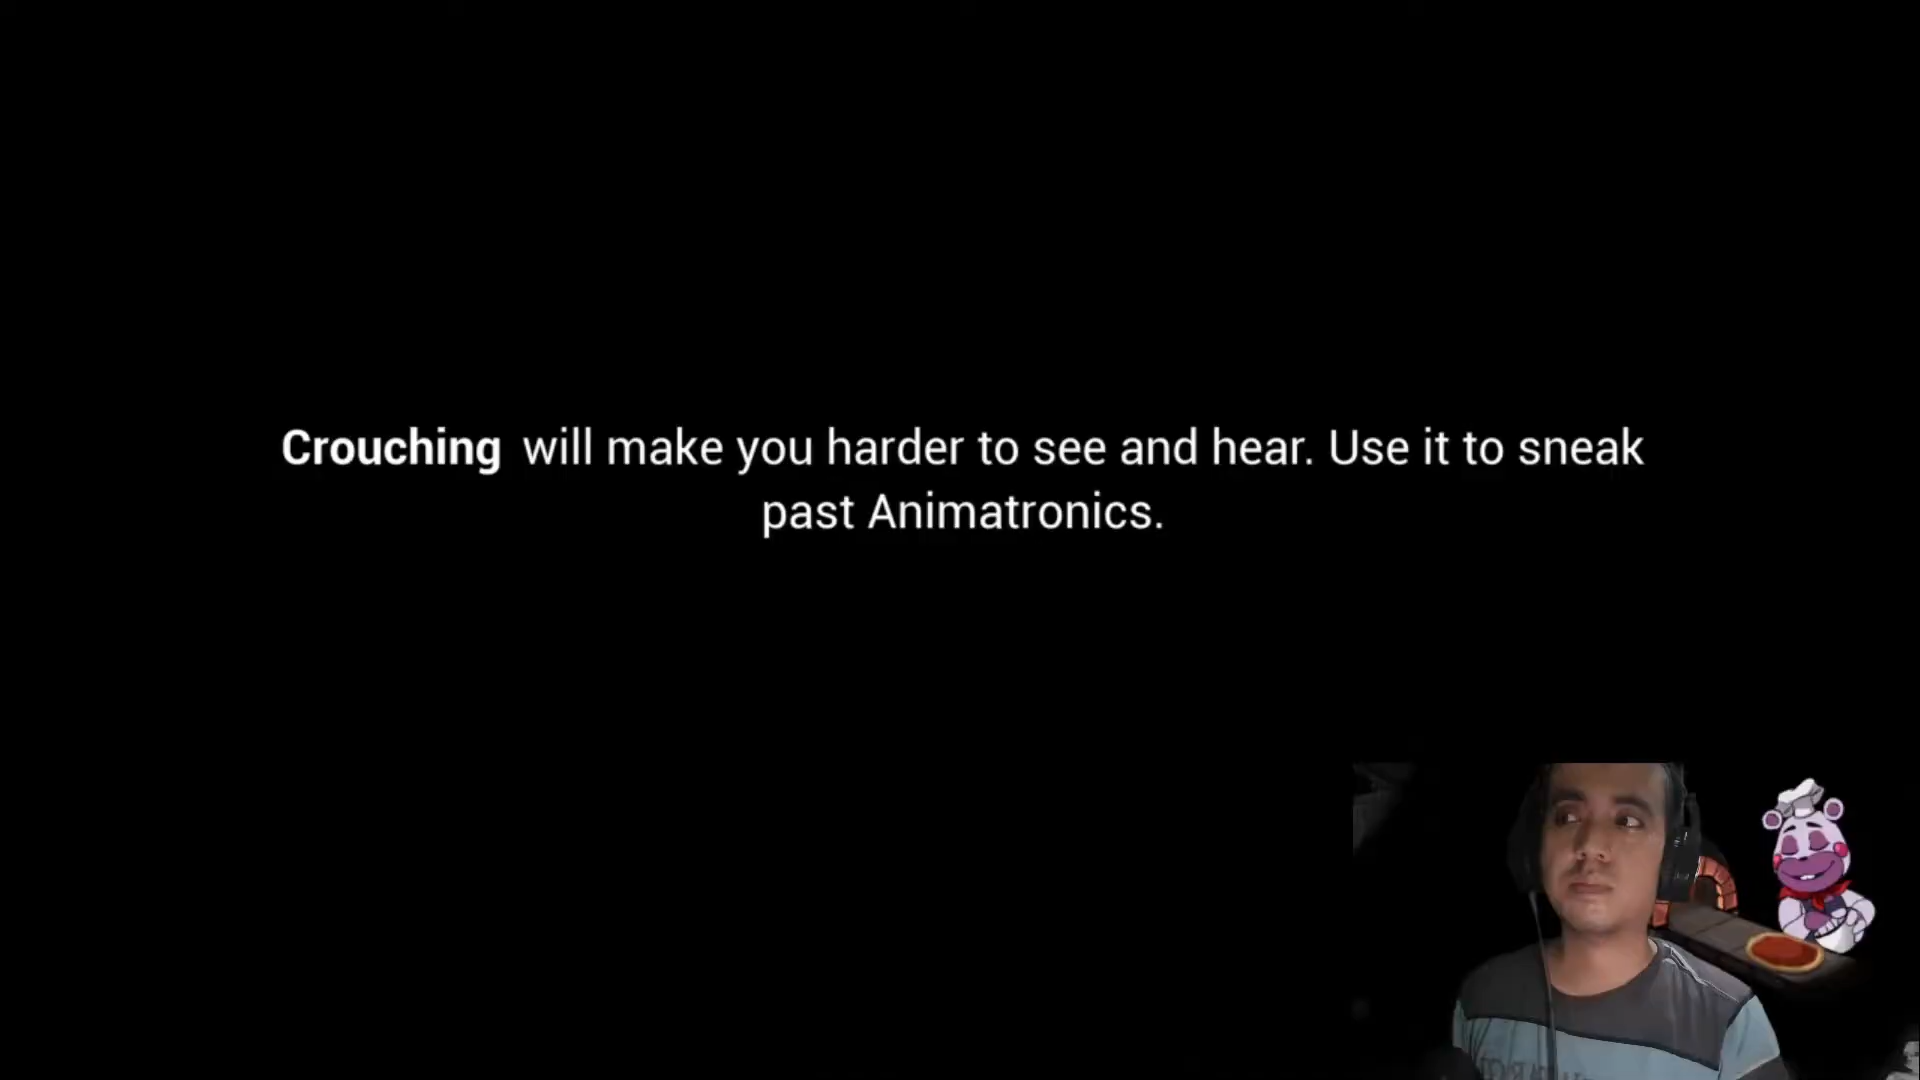 Crouching will make you harder to see and hear. Use it to sneak
past Animatronics.